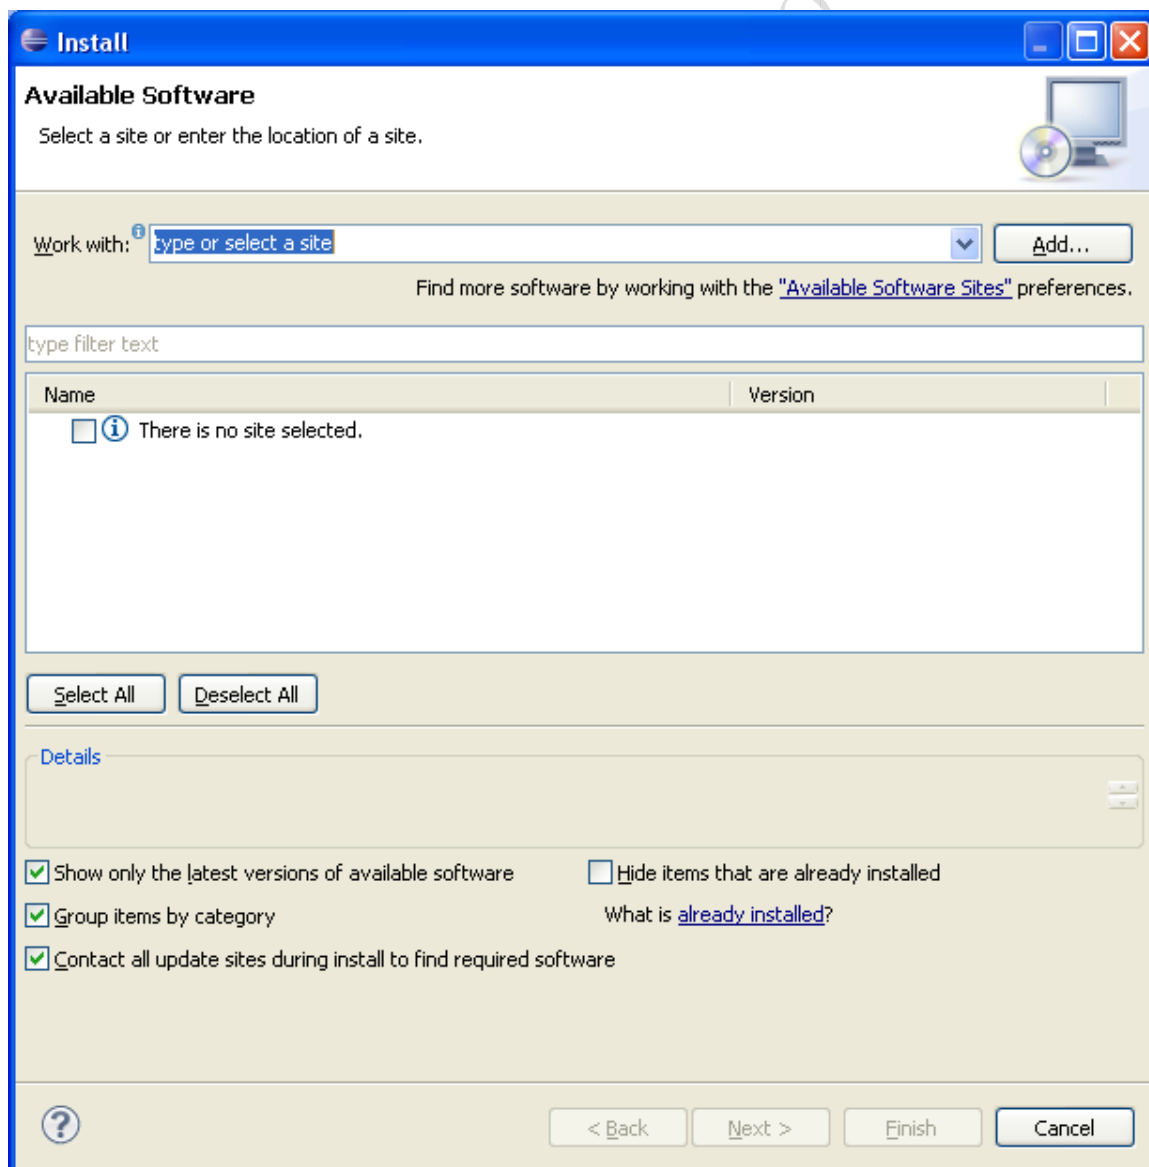 Install
Available Software
Select a site or enter the location of a site.
Work with: type or select a site Add...
Find more software by working with the "Available Software Sites" preferences.
type filter text
Name Version
There is no site selected.
Select All Deselect All
Details
Show only the latest versions of available software Hide items that are already installed
Group items by category What is already installed?
Contact all update sites during install to find required software
? < Back Next > Finish Cancel